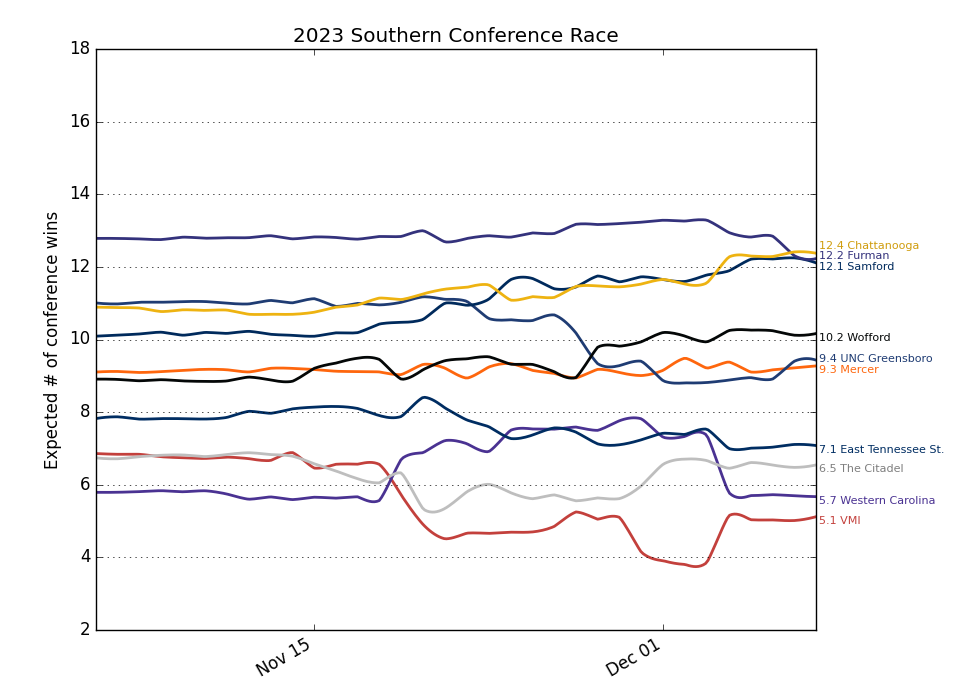 2023 Southern Conference Race
Expected # of conference wins
18
16
14
12
10
8
6
4
2
Nov 15
Dec 01
12.4 Chattanooga
12.2 Furman
12.1 Samford
10.2 Wofford
9.4 UNC Greensboro
9.3 Mercer
7.1 East Tennessee St.
6.5 The Citadel
5.7 Western Carolina
5.1 VMI